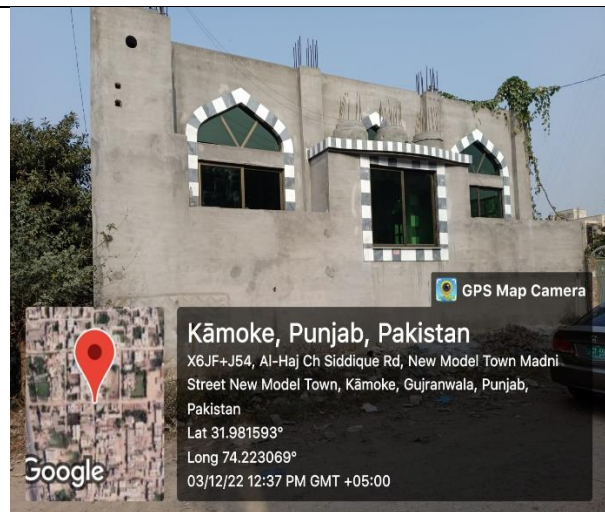 GPS Map Camera
Kāmoke, Punjab, Pakistan
X6JF+J54, Al-Haj Ch Siddique Rd, New Model Town Madni
Street New Model Town, Kāmoke, Gujranwala, Punjab,
Pakistan
Lat 31.981593°
Long 74.223069°
03/12/22 12:37 PM GMT +05:00
Google